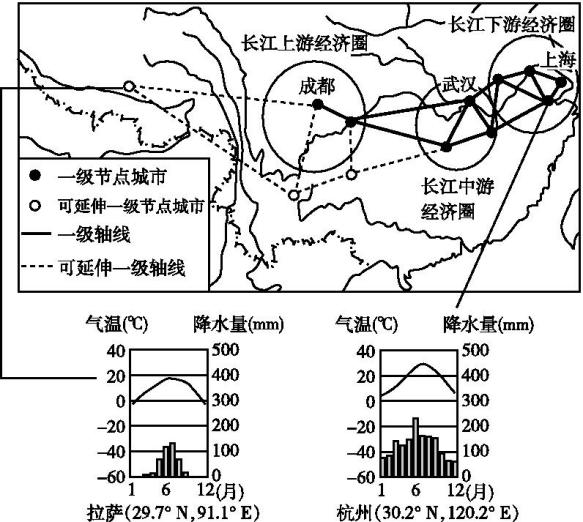 长江下游经济圈
长江上游经济圈
上海
成都
武汉
长江中游
经济圈
一级节点城市
可延伸一级节点城市
一级轴线
可延伸一级轴线
气温(℃) 降水量(mm)
40 500
20 400
0 300
-20 200
-40 100
-60 0
1 6 12(月)
拉萨(29.7° N,91.1° E)
气温(℃) 降水量(mm)
40 500
20 400
0 300
-20 200
-40 100
-60 0
1 6 12(月)
杭州(30.2° N,120.2° E)